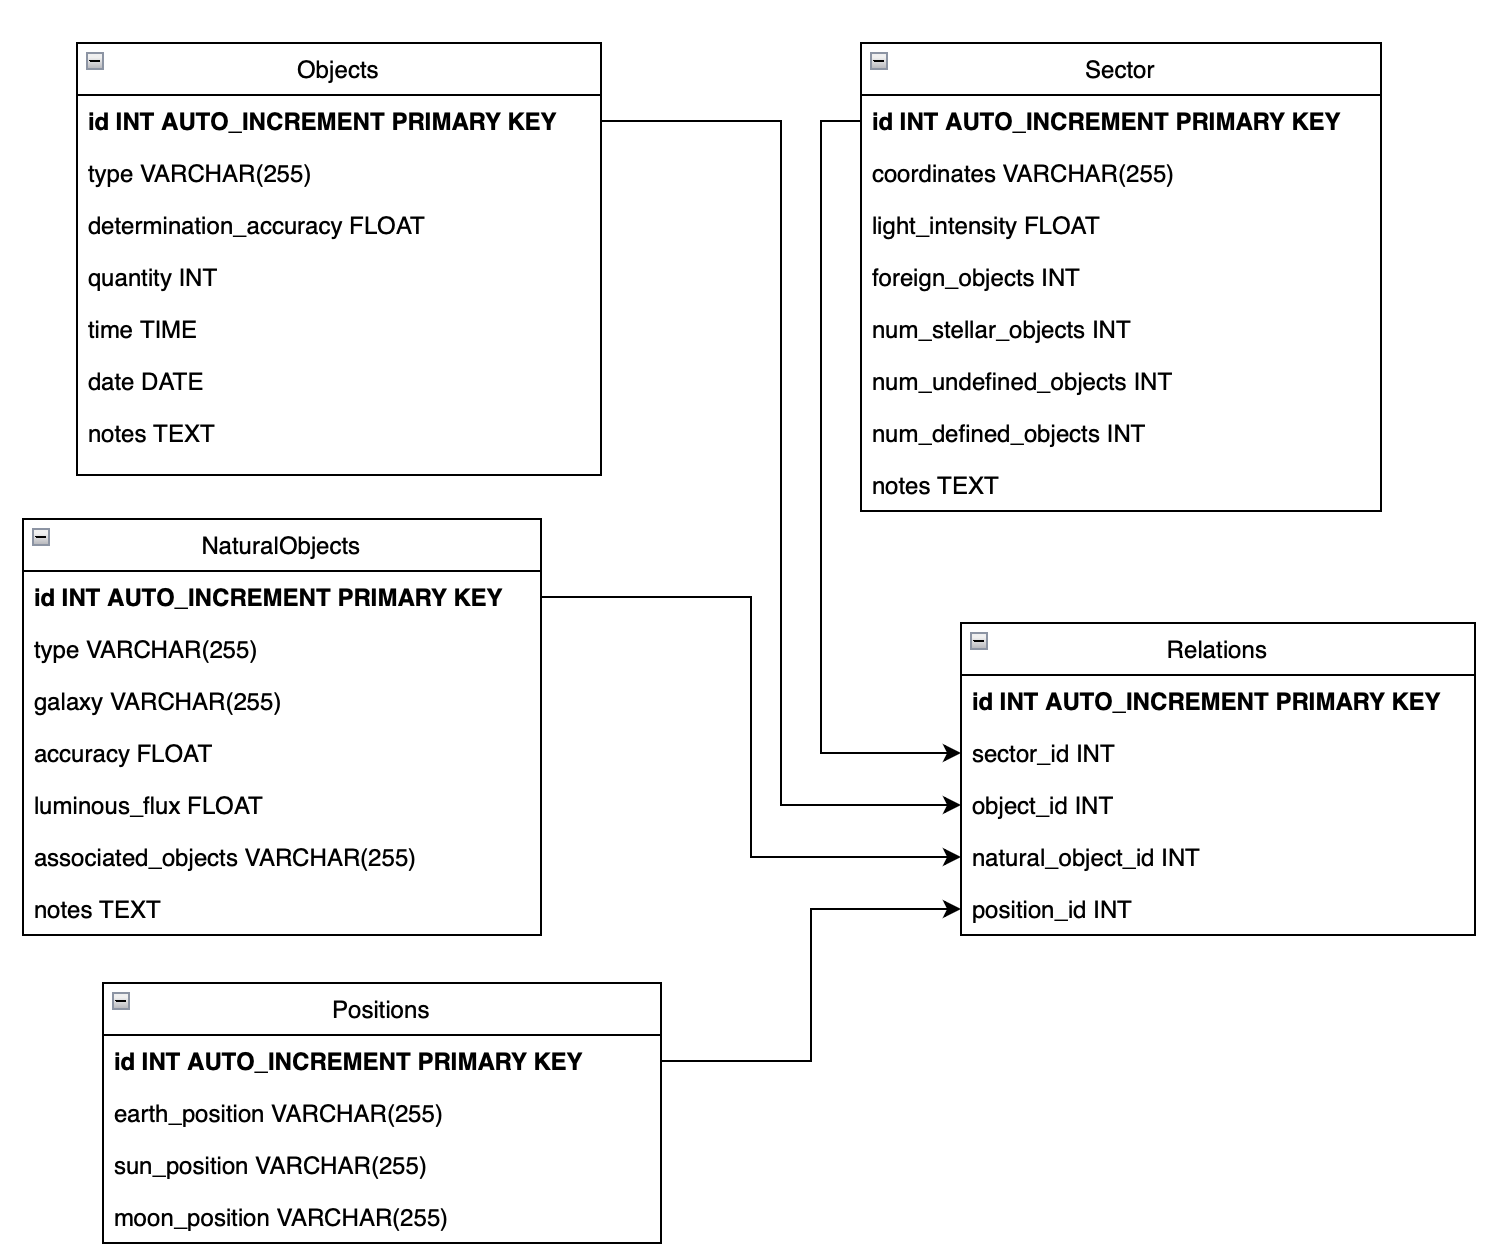 Objects
id INT AUTO_INCREMENT PRIMARY KEY
type VARCHAR(255)
determination_accuracy FLOAT
quantity INT
time TIME
date DATE
notes TEXT
Sector
id INT AUTO_INCREMENT PRIMARY KEY
coordinates VARCHAR(255)
light_intensity FLOAT
foreign_objects INT
num_stellar_objects INT
num_undefined_objects INT
num_defined_objects INT
notes TEXT
NaturalObjects
id INT AUTO_INCREMENT PRIMARY KEY
type VARCHAR(255)
galaxy VARCHAR(255)
accuracy FLOAT
luminous_flux FLOAT
associated_objects VARCHAR(255)
notes TEXT
Relations
id INT AUTO_INCREMENT PRIMARY KEY
sector_id INT
object_id INT
natural_object_id INT
position_id INT
Positions
id INT AUTO_INCREMENT PRIMARY KEY
earth_position VARCHAR(255)
sun_position VARCHAR(255)
moon_position VARCHAR(255)